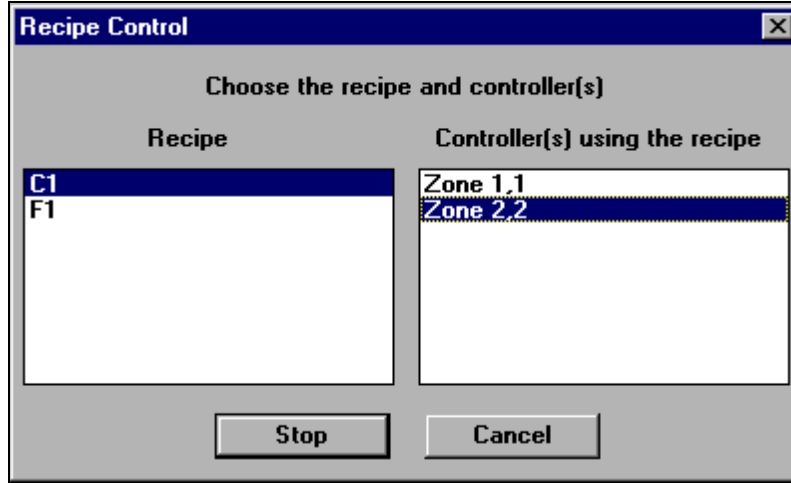 Recipe Control
Choose the recipe and controller(s)
Recipe
Controller(s) using the recipe
C1
F1
Zone 1,1
Zone 2,2
Stop
Cancel